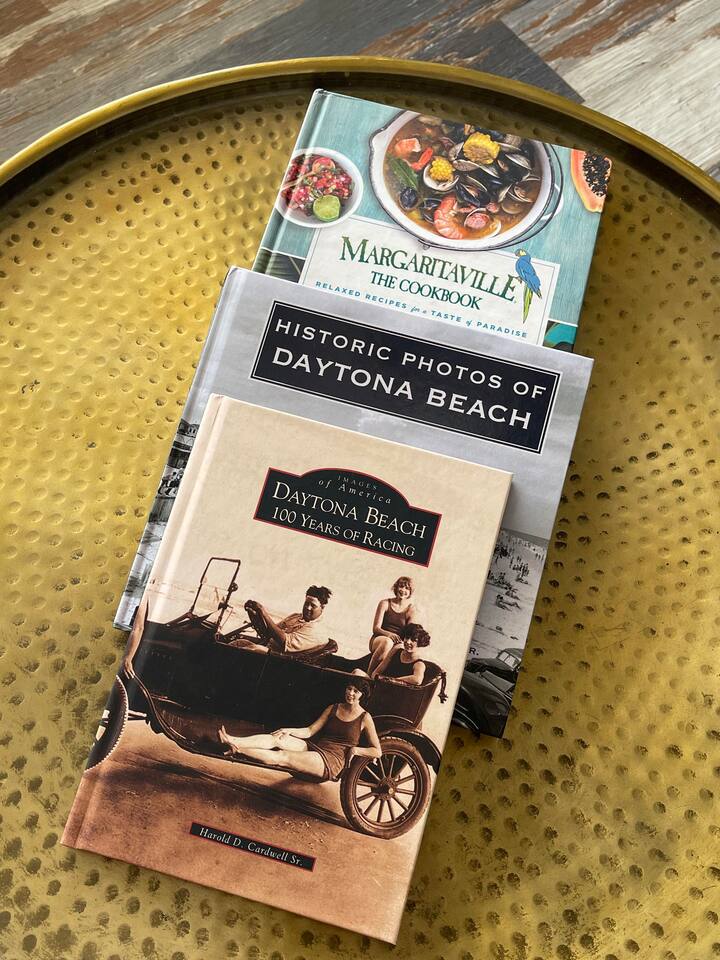 MARGARITAVILLE
THE COOKBOOK
RELAXED RECIPES for a TASTE of PARADISE
HISTORIC PHOTOS OF
DAYTONA BEACH
R.
IMAGES
of America
DAYTONA BEACH
100 YEARS OF RACING
Harold D. Cardwell Sr.